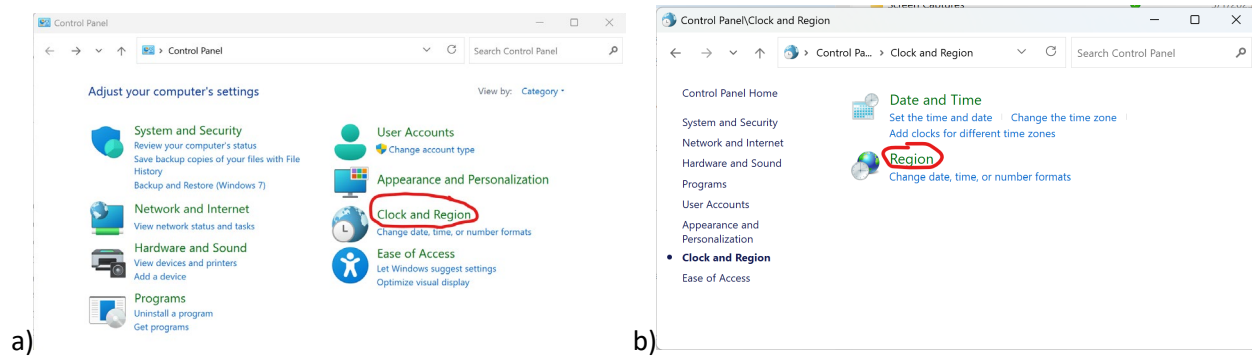 Control Panel
Control Panel
Search Control Panel
Adjust your computer's settings
View by: Category
System and Security
Review your computer's status
Save backup copies of your files with File
History
Backup and Restore (Windows 7)
Network and Internet
View network status and tasks
Hardware and Sound
View devices and printers
Add a device
Programs
Uninstall a program
Get programs
User Accounts
Change account type
Appearance and Personalization
Clock and Region
Change date, time, or number formats
Ease of Access
Let Windows suggest settings
Optimize visual display
a)
Screen Captures
Control Panel\Clock and Region
Control Pa... > Clock and Region
Search Control Panel
Control Panel Home
System and Security
Network and Internet
Hardware and Sound
Programs
User Accounts
Appearance and
Personalization
Clock and Region
Ease of Access
Date and Time
Set the time and date
Change the time zone
Add clocks for different time zones
Region
Change date, time, or number formats
b)